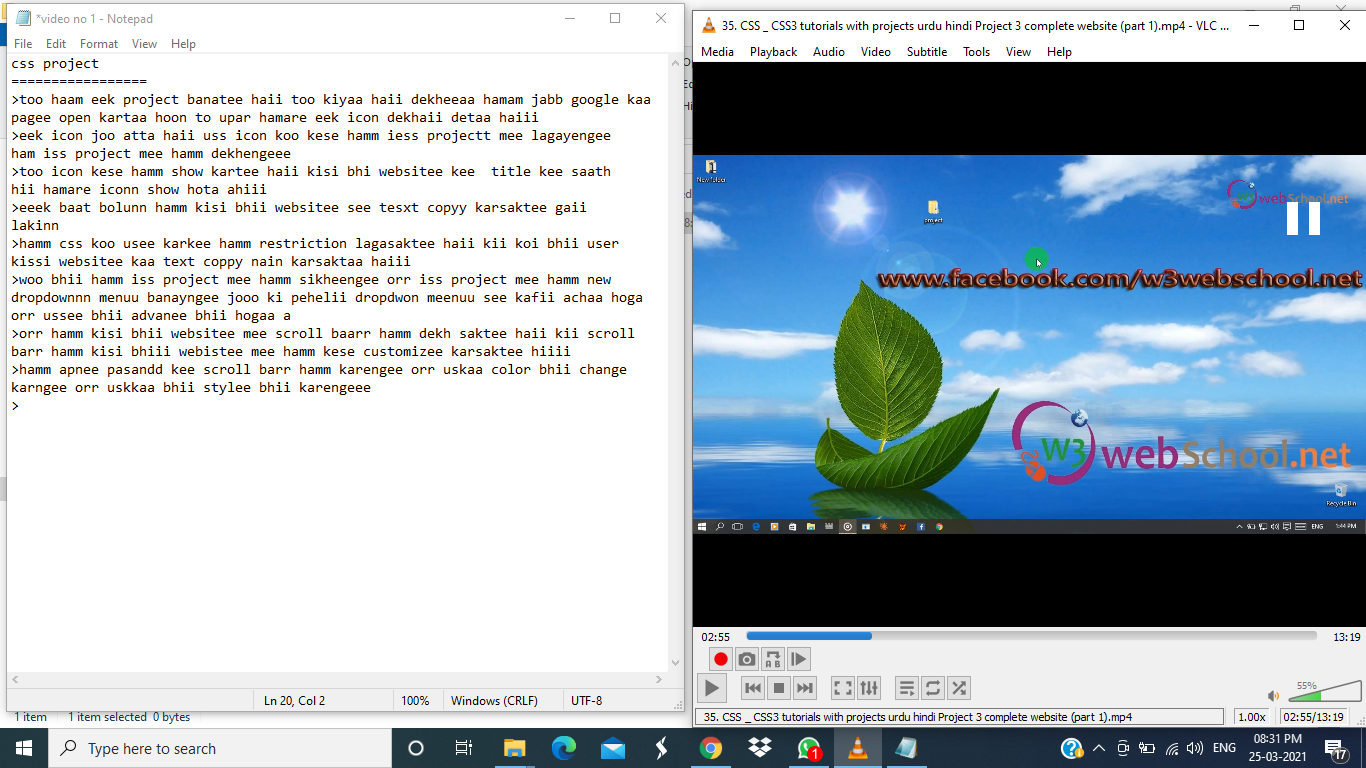 *video no 1 - Notepad
File Edit Format View Help
css project
=================
>too haam eek project banatee haii too kiyaa haii dekheeaa hamam jabb google kaa
pagee open kartaa hoon to upar hamare eek icon dekhaii detaa haiii
>eek icon joo atta haii uss icon koo kese hamm iess projectt mee lagayengee
ham iss project mee hamm dekhengeee
>too icon kese hamm show kartee haii kisi bhi websitee kee  title kee saath
hii hamare iconn show hota ahiii
>eeek baat bolunn hamm kisi bhii websitee see tesxt copyy karsaktee gaii
lakinn
>hamm css koo usee karkee hamm restriction lagasaktee haii kii koi bhii user
kissi websitee kaa text coppy nain karsaktaa haiii
>woo bhii hamm iss project mee hamm sikheengee orr iss project mee hamm new
dropdownnn menuu banayngee jooo ki pehelii dropdwon meenuu see kafii achaa hoga
orr ussee bhii advanee bhii hogaa a
>orr hamm kisi bhii websitee mee scroll baarr hamm dekh saktee haii kii scroll
barr hamm kisi bhiii webistee mee hamm kese customizee karsaktee hiiii
>hamm apnee pasandd kee scroll barr hamm karengee orr uskaa color bhii change
karngee orr uskkaa bhii stylee bhii karengeee
>
Ln 20, Col 2 100% Windows (CRLF) UTF-8
1 item 1 item selected 0 bytes
35. CSS _ CSS3 tutorials with projects urdu hindi Project 3 complete website (part 1).mp4 - VLC ...
Media Playback Audio Video Subtitle Tools View Help
New folder
project
webSchool.net
www.facebook.com/w3webschool.net
W3 webSchool.net
Recycle Bin
ENG 1:44 PM
02:55 13:19
A B
55%
35. CSS _ CSS3 tutorials with projects urdu hindi Project 3 complete website (part 1).mp4 1.00x 02:55/13:19
Type here to search
1
ENG
08:31 PM
25-03-2021
17